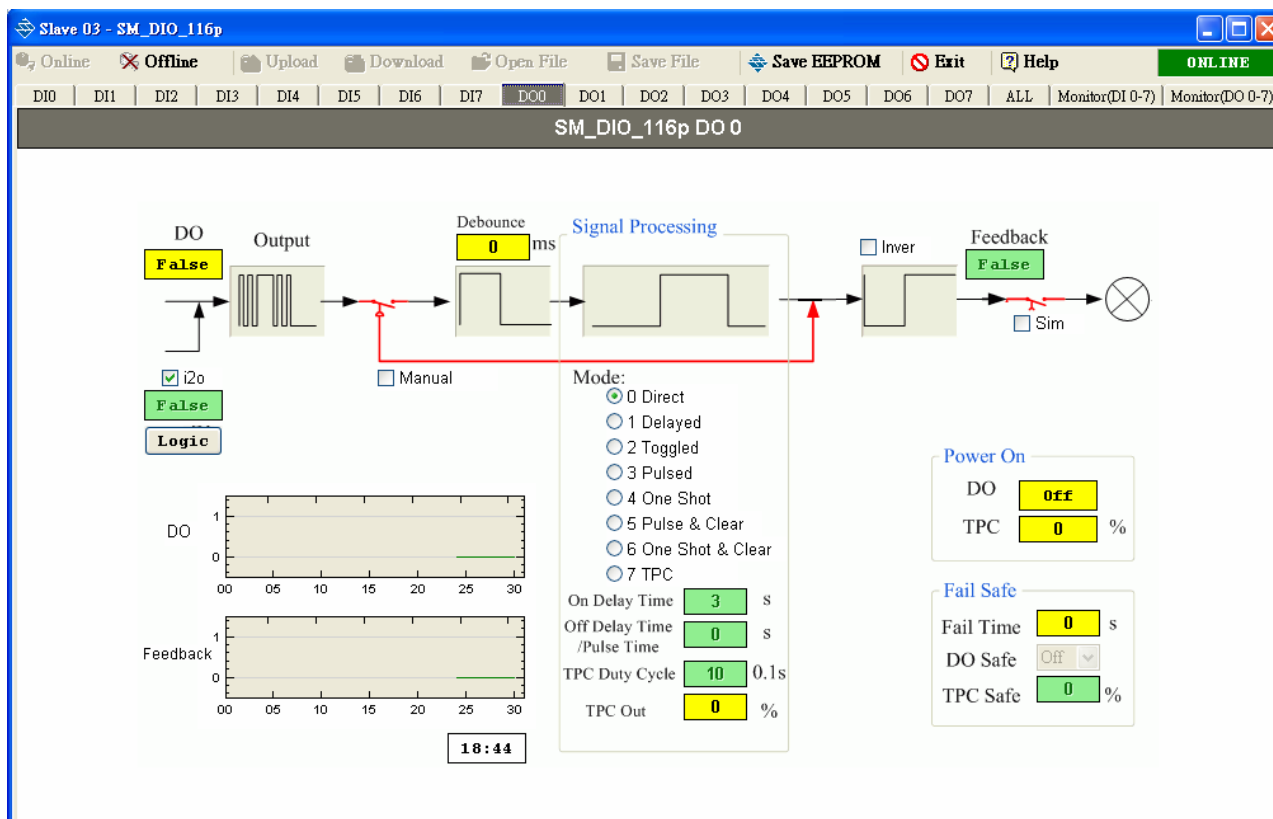 Slave 03 - SM_DIO_116p
Online Offline Upload Download Open File Save File Save EEPROM Exit Help ONLINE
DI0 DI1 DI2 DI3 DI4 DI5 DI6 DI7 DO0 DO1 DO2 DO3 DO4 DO5 DO6 DO7 ALL Monitor(DI 0-7) Monitor(DO 0-7)
SM_DIO_116p DO 0
DO
False
Output
Debounce
0 ms
Signal Processing
Inver
Feedback
False
Sim
i2o
False
Logic
Manual
Mode:
0 Direct
1 Delayed
2 Toggled
3 Pulsed
4 One Shot
5 Pulse & Clear
6 One Shot & Clear
7 TPC
On Delay Time 3 s
Off Delay Time
/Pulse Time 0 s
TPC Duty Cycle 10 0.1s
TPC Out 0 %
DO
1
0
00 05 10 15 20 25 30
Feedback
1
0
00 05 10 15 20 25 30
18:44
Power On
DO Off
TPC 0 %
Fail Safe
Fail Time 0 s
DO Safe Off
TPC Safe 0 %